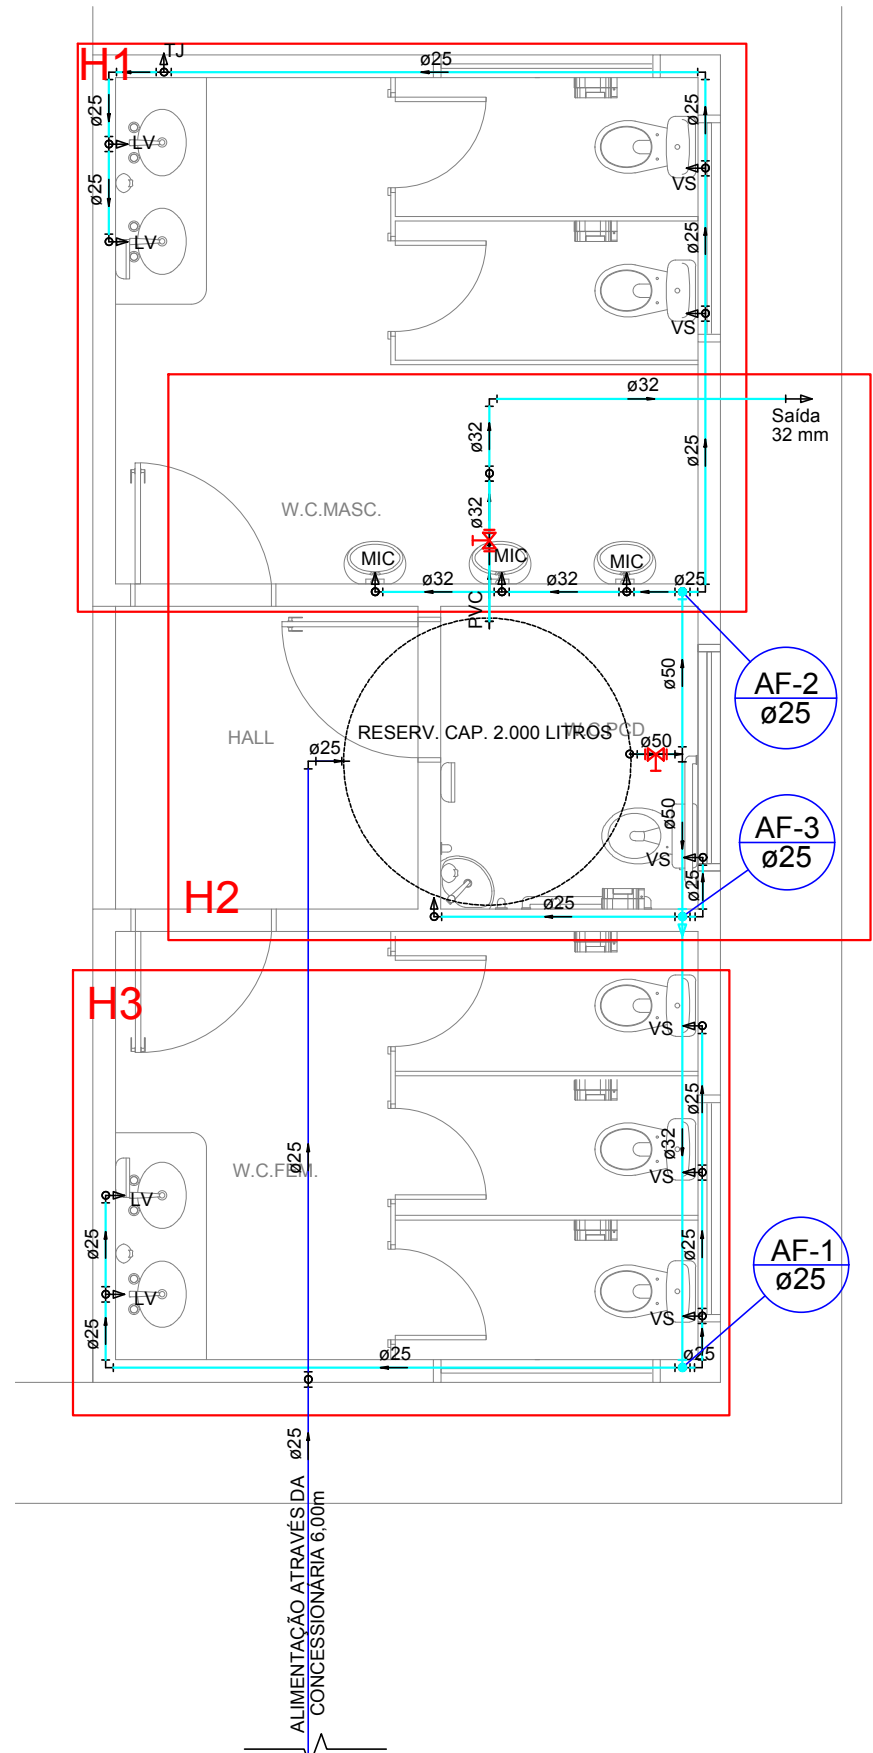 H1
TJ
ø25
ø25
ø25
LV
VS
ø25
ø25
LV
VS
ø32
Saída
32 mm
ø32
ø25
W.C.MASC.
ø32
MIC
MIC
MIC
ø32
ø32
ø25
PVC
ø50
AF-2
ø25
HALL
ø25
RESERV. CAP. 2.000 LITROS
W.C.PCD
ø50
ø50
AF-3
ø25
VS
ø25
H2
ø25
H3
VS
ø25
ø32
ø25
W.C.FEM.
VS
LV
ø25
ø25
AF-1
ø25
LV
VS
ø25
ø25
ø25
ø25
ALIMENTAÇÃO ATRAVÉS DA
CONCESSIONÁRIA 6,00m